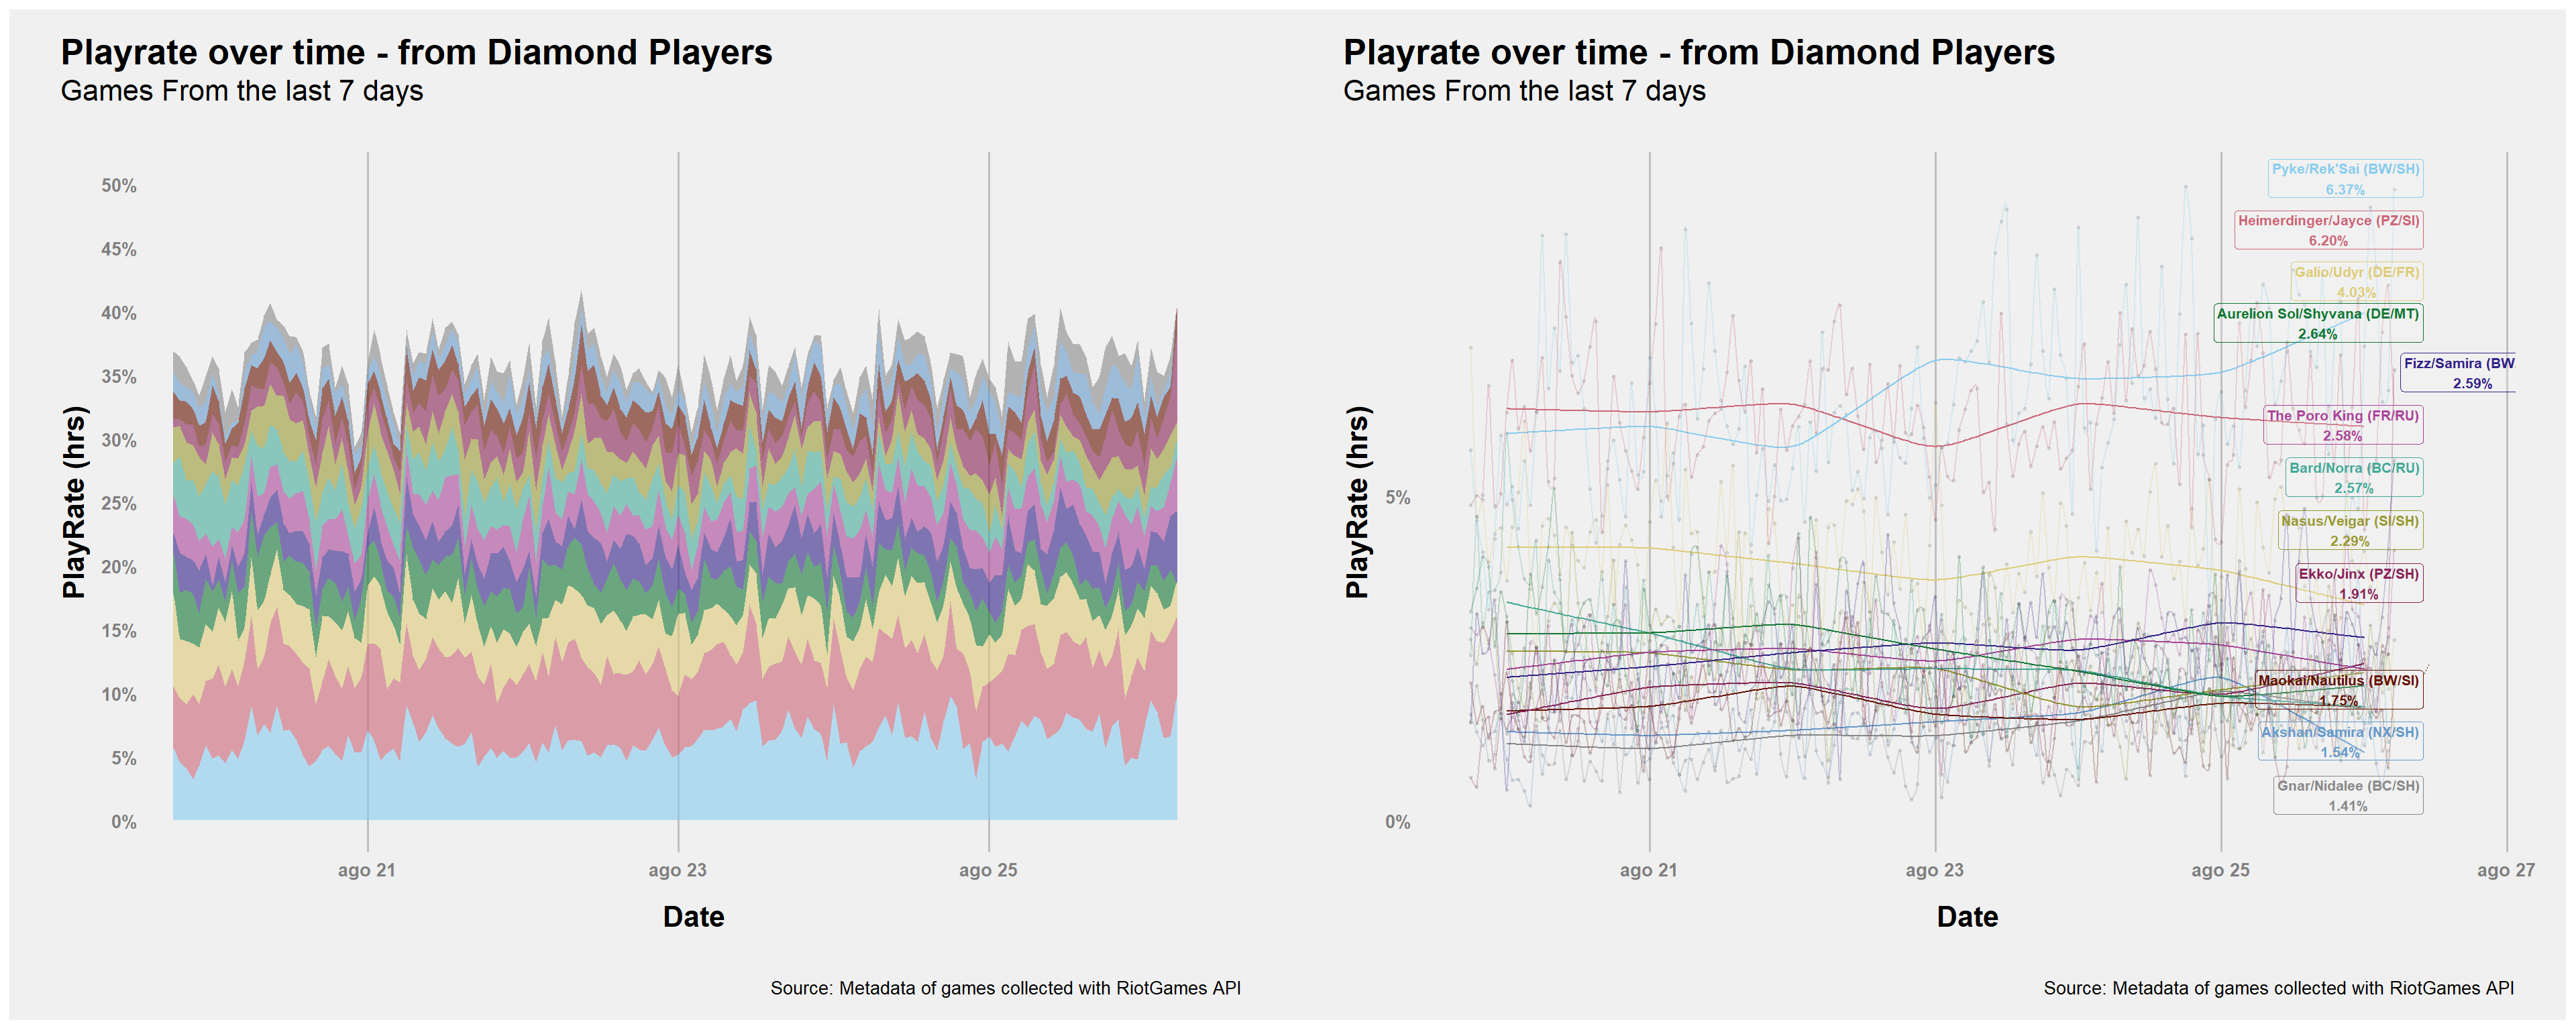 Playrate over time - from Diamond Players
Games From the last 7 days
PlayRate (hrs)
50%
45%
40%
35%
30%
25%
20%
15%
10%
5%
0%
ago 21
ago 23
ago 25
Date
Source: Metadata of games collected with RiotGames API
Playrate over time - from Diamond Players
Games From the last 7 days
PlayRate (hrs)
5%
0%
Pyke/Rek'Sai (BW/SH)
6.37%
Heimerdinger/Jayce (PZ/SI)
6.20%
Galio/Udyr (DE/FR)
4.03%
Aurelion Sol/Shyvana (DE/MT)
2.64%
Fizz/Samira (BW
2.59%
The Poro King (FR/RU)
2.58%
Bard/Norra (BC/RU)
2.57%
Nasus/Veigar (SI/SH)
2.29%
Ekko/Jinx (PZ/SH)
1.91%
Maokai/Nautilus (BW/SI)
1.75%
Akshan/Samira (NX/SH)
1.54%
Gnar/Nidalee (BC/SH)
1.41%
ago 21
ago 23
ago 25
ago 27
Date
Source: Metadata of games collected with RiotGames API